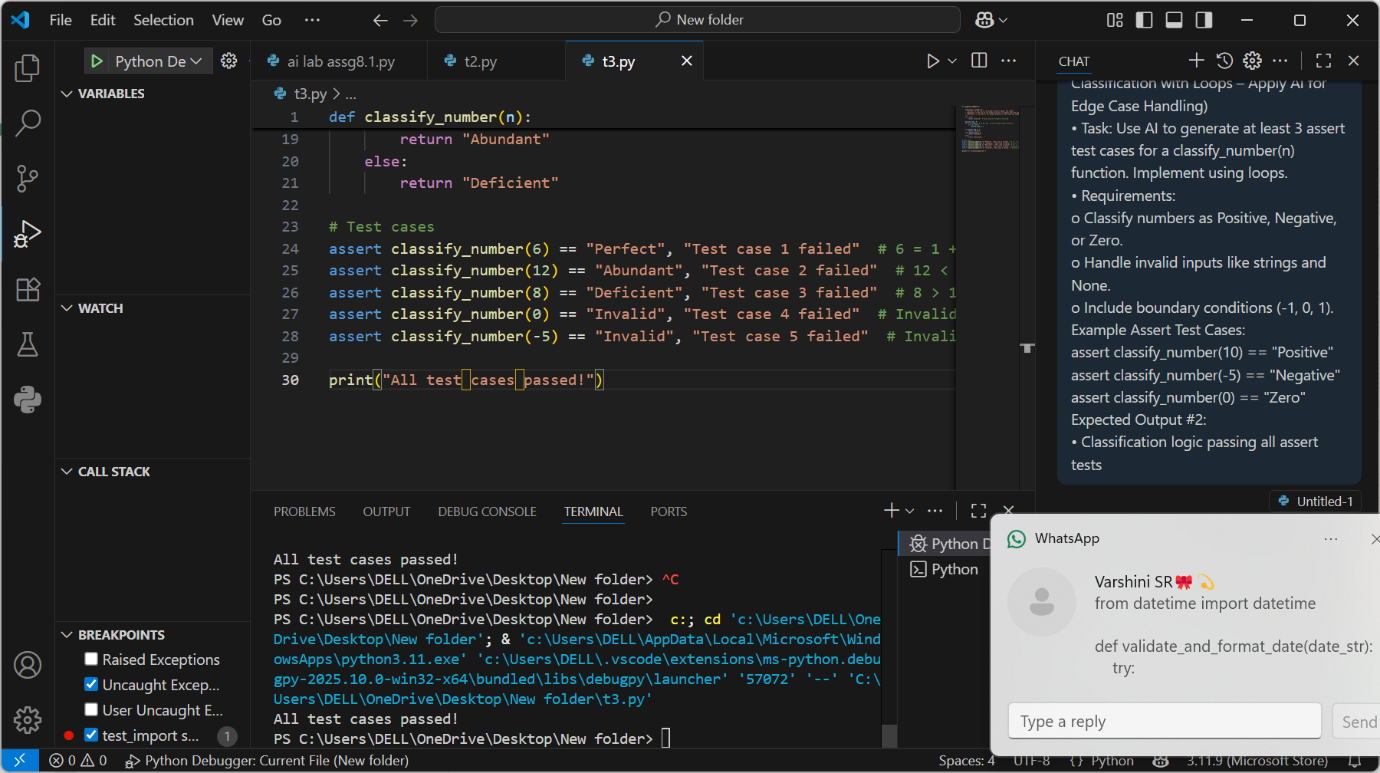 File Edit Selection View Go ··· New folder
Python De
ai lab assg8.1.py t2.py t3.py
CHAT
VARIABLES
WATCH
CALL STACK
BREAKPOINTS
Raised Exceptions
Uncaught Excep...
User Uncaught E...
test_import s... 1
t3.py > ...
1 def classify_number(n):
19 return "Abundant"
20 else:
21 return "Deficient"
22
23 # Test cases
24 assert classify_number(6) == "Perfect", "Test case 1 failed" # 6 = 1 +
25 assert classify_number(12) == "Abundant", "Test case 2 failed" # 12 <
26 assert classify_number(8) == "Deficient", "Test case 3 failed" # 8 > 1
27 assert classify_number(0) == "Invalid", "Test case 4 failed" # Invalid
28 assert classify_number(-5) == "Invalid", "Test case 5 failed" # Invali
29
30 print("All test cases passed!")
PROBLEMS OUTPUT DEBUG CONSOLE TERMINAL PORTS
All test cases passed!
PS C:\Users\DELL\OneDrive\Desktop\New folder> ^C
PS C:\Users\DELL\OneDrive\Desktop\New folder>
PS C:\Users\DELL\OneDrive\Desktop\New folder> c:; cd 'c:\Users\DELL\One
Drive\Desktop\New folder'; & 'c:\Users\DELL\AppData\Local\Microsoft\Wind
owsApps\python3.11.exe' 'c:\Users\DELL\.vscode\extensions\ms-python.debu
gpy-2025.10.0-win32-x64\bundled\libs\debugpy\launcher' '57072' '--' 'C:\
Users\DELL\OneDrive\Desktop\New folder\t3.py'
All test cases passed!
PS C:\Users\DELL\OneDrive\Desktop\New folder>
Python D
Python
Classification with Loops – Apply AI for
Edge Case Handling)
• Task: Use AI to generate at least 3 assert
test cases for a classify_number(n)
function. Implement using loops.
• Requirements:
o Classify numbers as Positive, Negative,
or Zero.
o Handle invalid inputs like strings and
None.
o Include boundary conditions (-1, 0, 1).
Example Assert Test Cases:
assert classify_number(10) == "Positive"
assert classify_number(-5) == "Negative"
assert classify_number(0) == "Zero"
Expected Output #2:
• Classification logic passing all assert
tests
Untitled-1
WhatsApp
Varshini SR🎀 💫
from datetime import datetime
def validate_and_format_date(date_str):
try:
Type a reply Send
0 0 Python Debugger: Current File (New folder) Spaces: 4 UTF-8 {} Python 3.11.9 (Microsoft Store)